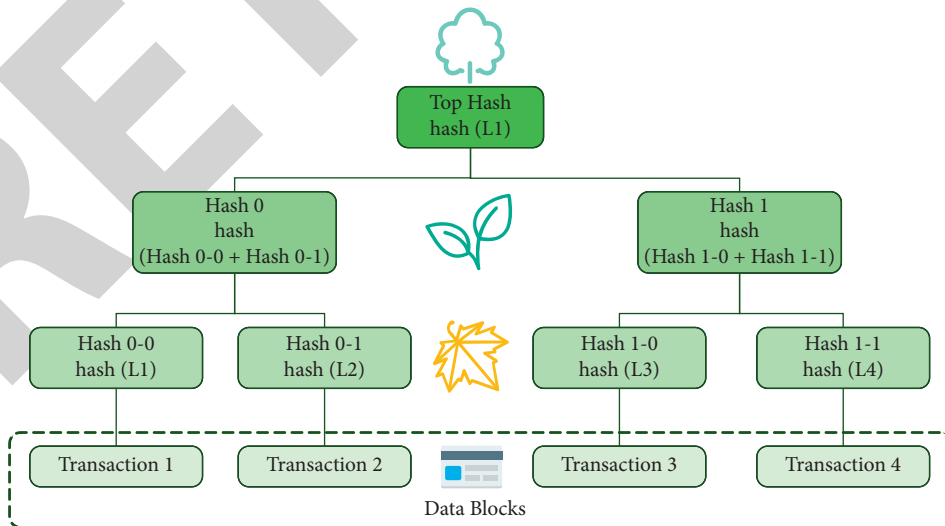 Top Hash
hash (L1)
Hash 0
hash
(Hash 0-0 + Hash 0-1)
Hash 1
hash
(Hash 1-0 + Hash 1-1)
Hash 0-0
hash (L1)
Hash 0-1
hash (L2)
Hash 1-0
hash (L3)
Hash 1-1
hash (L4)
Transaction 1
Transaction 2
Transaction 3
Transaction 4
Data Blocks